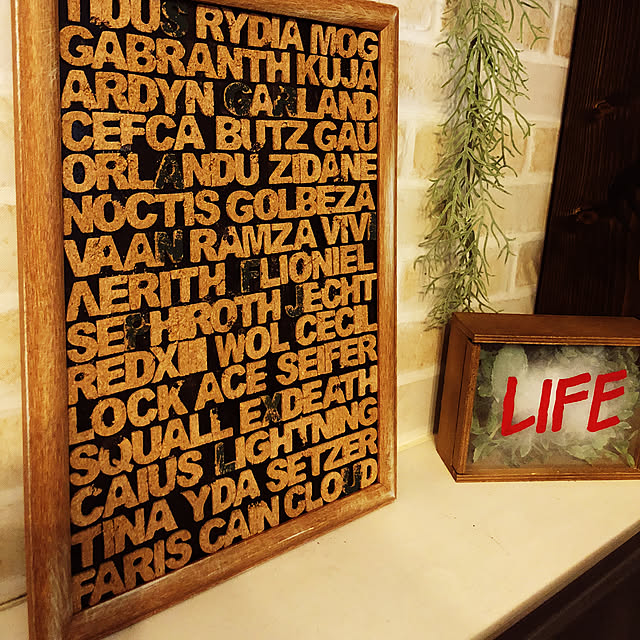 TIDUS RYDIA MOG
GABRANTH KUJA
ARDYN GARLAND
CEFCA BUTZ GAU
ORLANDU ZIDANE
NOCTIS GOLBEZA
VAAN RAMZA VIVI
AERITH FLIONIEL
SEPHIROTH JECHT
REDXIII WOL CECIL
LOCK ACE SEIFER
SQUALL EXDEATH
CAIUS LIGHTNING
TINA YDA SETZER
FARIS CAIN CLOUD
LIFE